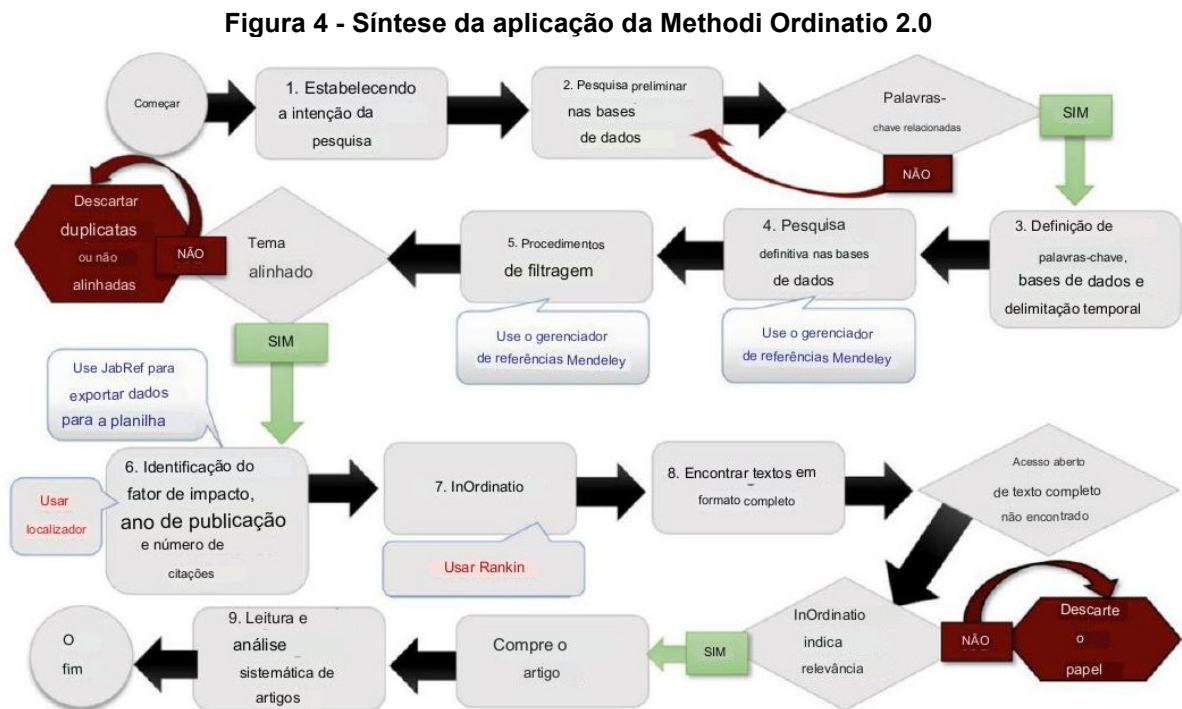 Figura 4 - Síntese da aplicação da Methodi Ordinatio 2.0
Começar
1. Estabelecendo
a intenção da
pesquisa
2. Pesquisa preliminar
nas bases
de dados
Palavras-
chave relacionadas
SIM
NÃO
3. Definição de
palavras-chave,
bases de dados e
delimitação temporal
4. Pesquisa
definitiva nas bases
de dados
Use o gerenciador
de referências Mendeley
5. Procedimentos
de filtragem
Use o gerenciador
de referências Mendeley
Tema
alinhado
NÃO
Descartar
duplicatas
ou não
alinhadas
SIM
Use JabRef para
exportar dados
para a planilha
6. Identificação do
fator de impacto,
ano de publicação
e número de
citações
Usar
localizador
7. InOrdinatio
Usar Rankin
8. Encontrar textos em
formato completo
Acesso aberto
de texto completo
não encontrado
InOrdinatio
indica
relevância
NÃO
Descarte
o
papel
SIM
Compre o
artigo
9. Leitura e
análise
sistemática de
artigos
O
fim